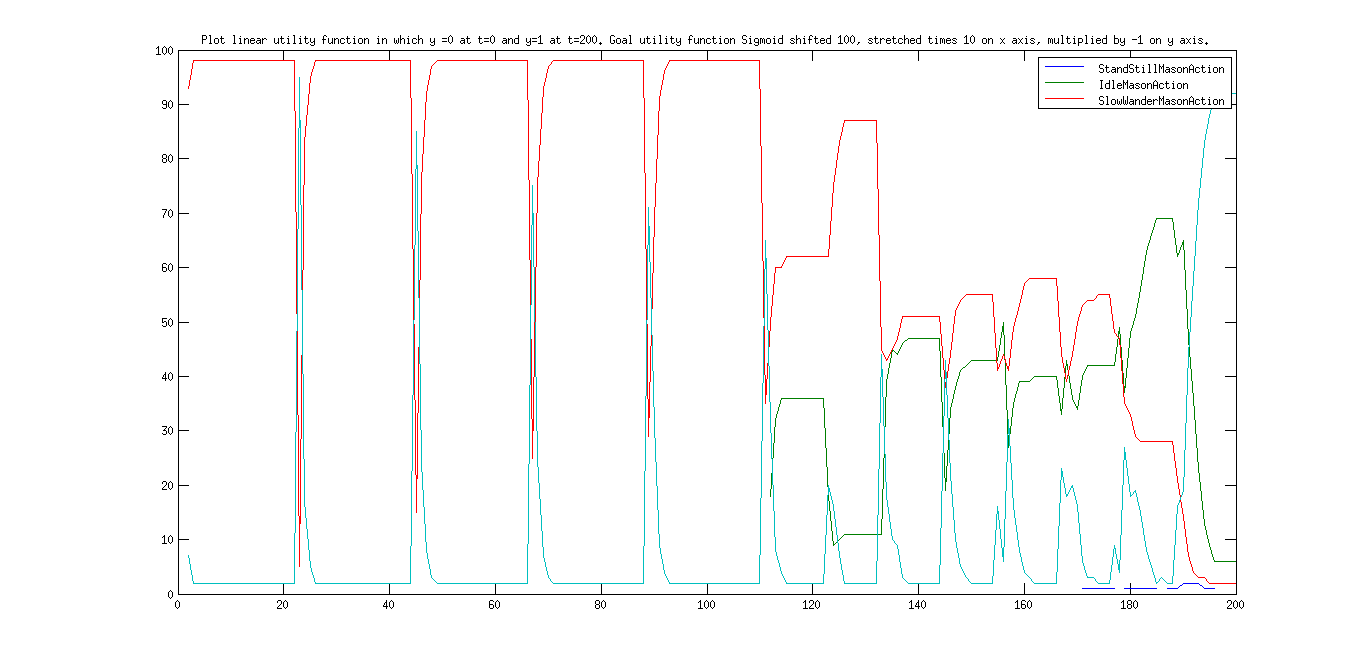 Plot linear utility function in which y =0 at t=0 and y=1 at t=200. Goal utility function Sigmoid shifted 100, stretched times 10 on x axis, multiplied by -1 on y axis.
100
StandStillMasonAction
IdleMasonAction
SlowWanderMasonAction
90
80
70
60
50
40
30
20
10
0
0 20 40 60 80 100 120 140 160 180 200